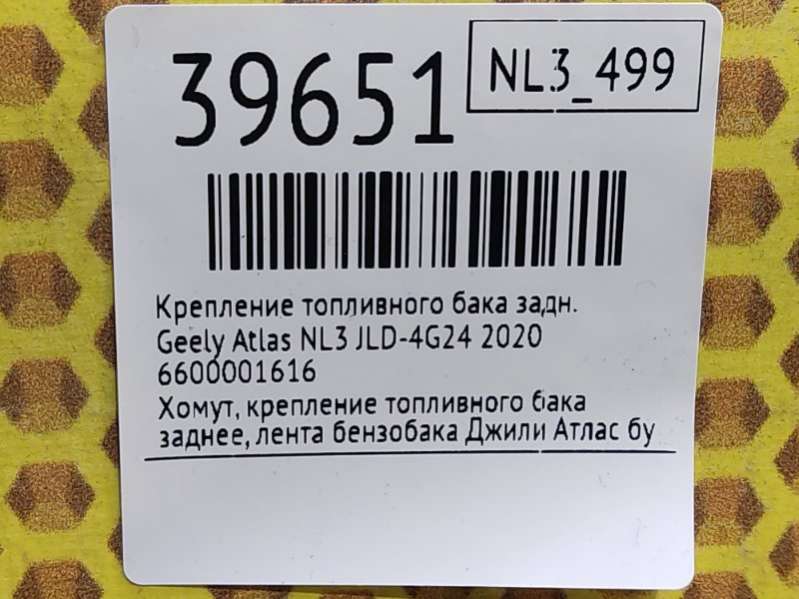 39651
NL3_499
Крепление топливного бака задн.
Geely Atlas NL3 JLD-4G24 2020
6600001616
Хомут, крепление топливного бака
заднее, лента бензобака Джили Атлас бу